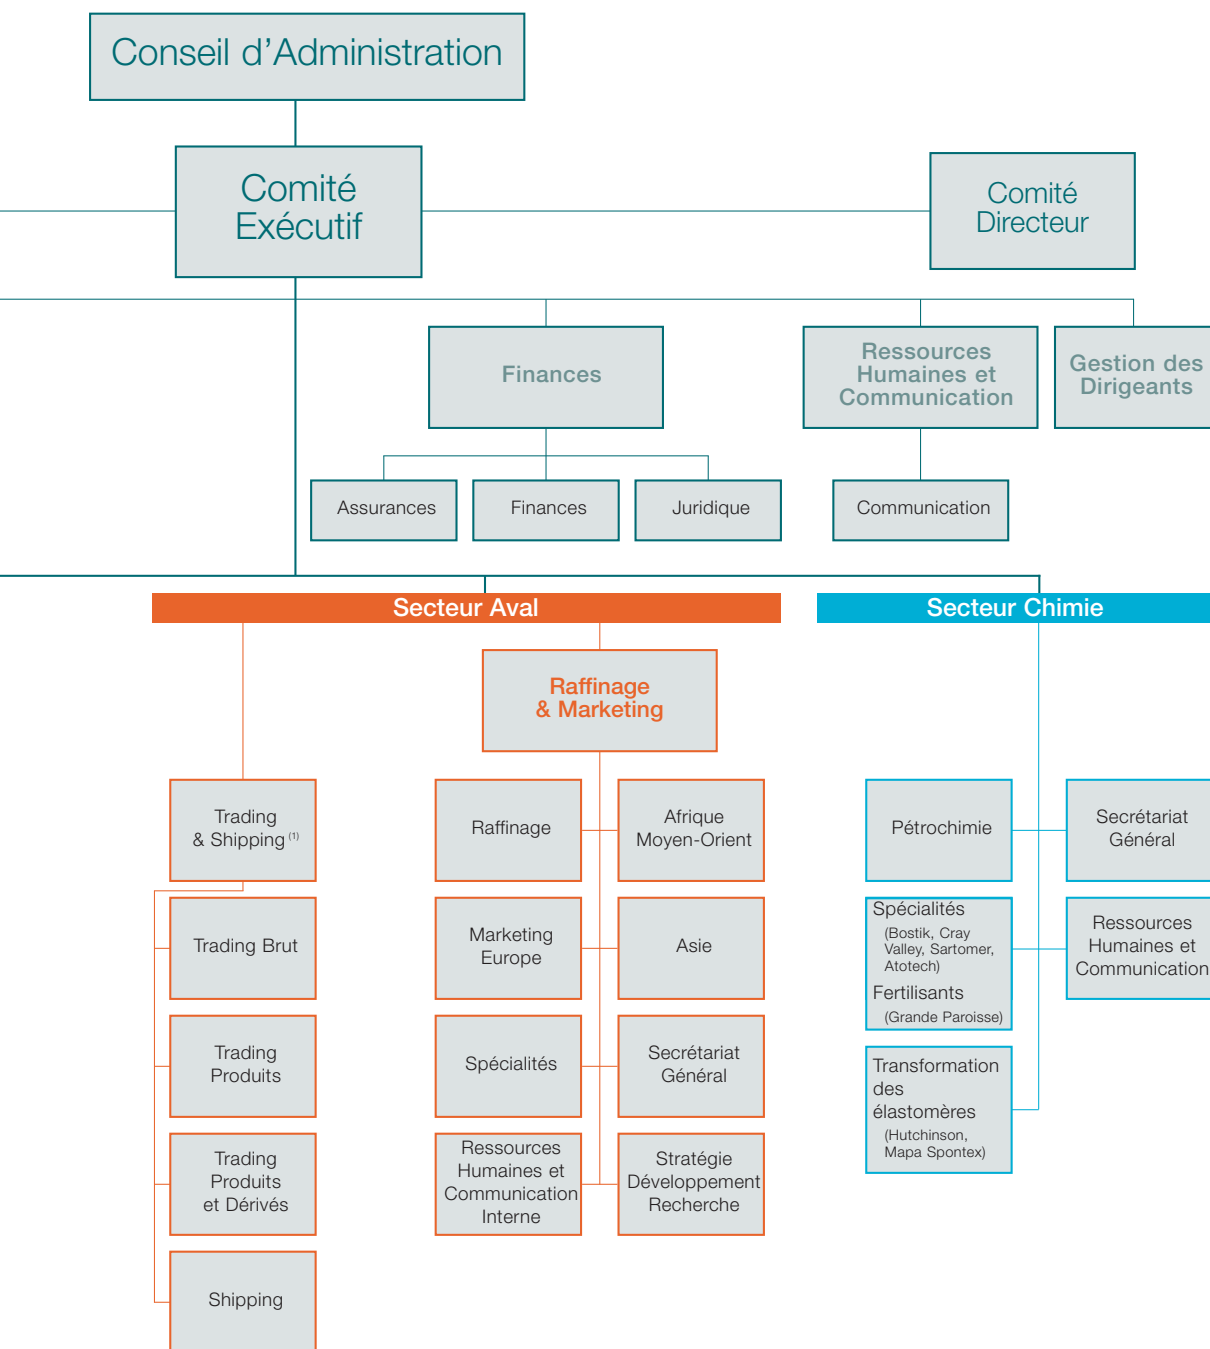 Conseil d’Administration
Comité
Exécutif
Comité
Directeur
Finances
Ressources
Humaines et
Communication
Gestion des
Dirigeants
Assurances
Finances
Juridique
Communication
Secteur Aval
Secteur Chimie
Raffinage
& Marketing
Trading
& Shipping (1)
Raffinage
Afrique
Moyen-Orient
Pétrochimie
Secrétariat
Général
Trading Brut
Marketing
Europe
Asie
Spécialités
(Bostik, Cray
Valley, Sartomer,
Atotech)
Fertilisants
(Grande Paroisse)
Ressources
Humaines et
Communication
Trading
Produits
Spécialités
Secrétariat
Général
Transformation
des
élastomères
(Hutchinson,
Mapa Spontex)
Trading
Produits
et Dérivés
Ressources
Humaines et
Communication
Interne
Stratégie
Développement
Recherche
Shipping